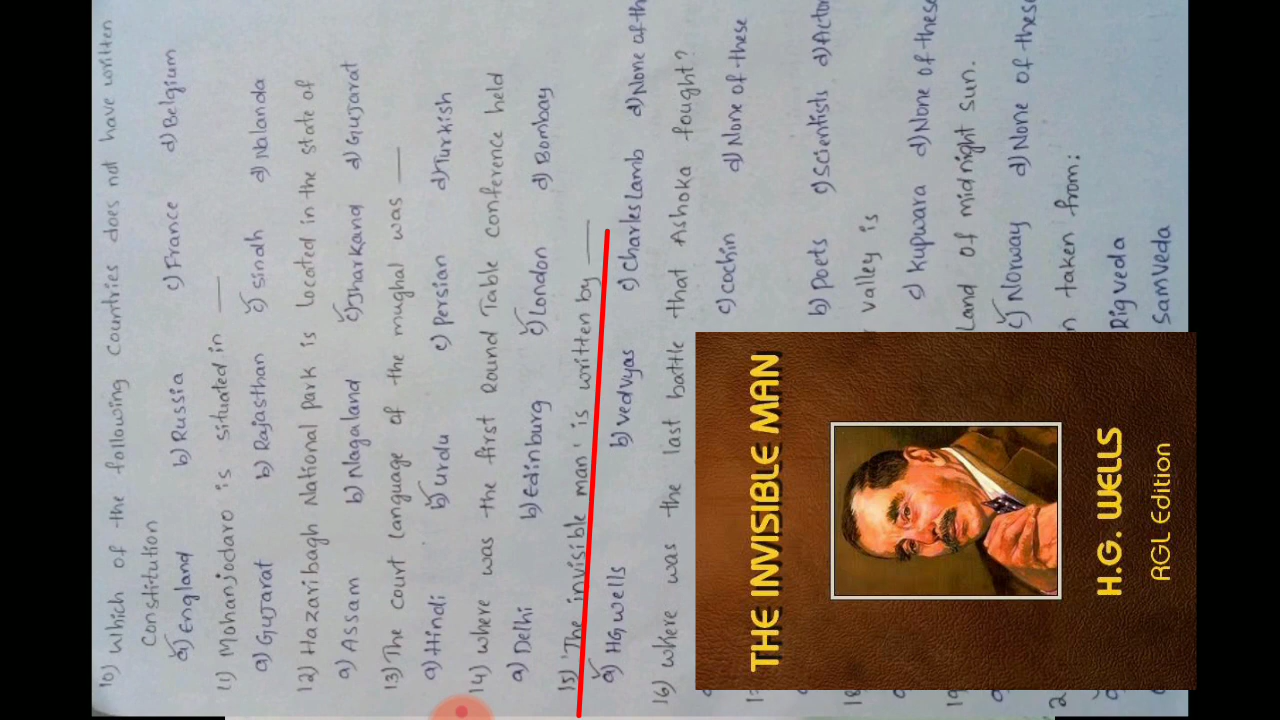 10) Which of the following Countries does not have written
Constitution
a) England b) Russia c) France d) Belgium
11) Mohanjodaro is situated in —
a) Gujarat b) Rajasthan c) Sindh d) Nalanda
12) Hazaribagh National park is Located in the state of
a) Assam b) Nagaland c) Jharkand d) Gujarat
13) The court language of the mughal was —
a) Hindi b) urdu c) persian d) Turkish
14) where was the first Round Table conference held
a) Delhi b) Edinburg c) London d) Bombay
15) 'The invisible man' is written by —
a) HG wells b) vedvyas c) Charles Lamb d) None of th
16) where was the last battle that Ashoka fought?
c) cochin d) None of these
b) poets c) Scientists d) Actor
valley is
c) kupwara d) None of these
Land of midnight sun.
c) Norway d) None of these
taken from:
Rigveda
Samveda
THE INVISIBLE MAN
H.G. WELLS
RGL Edition